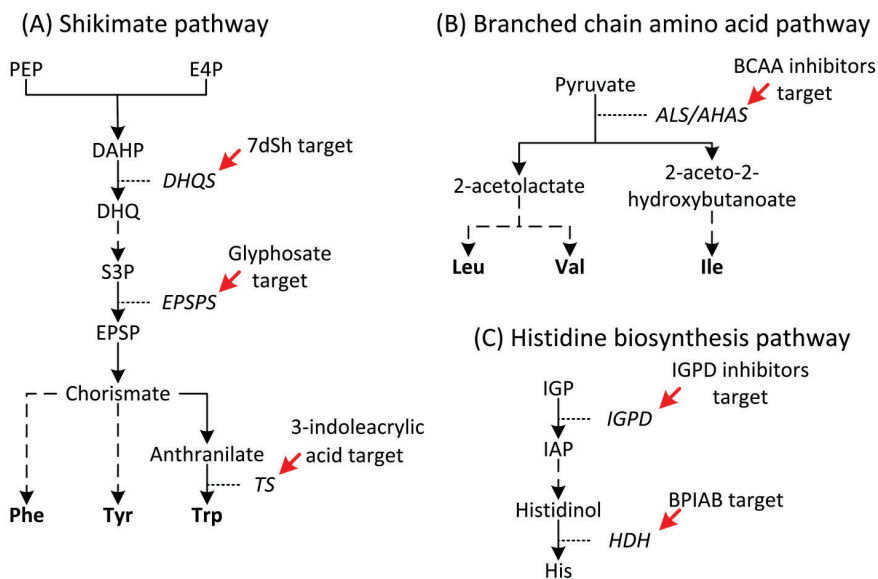 (A) Shikimate pathway
PEP
E4P
DAHP
7dSh target
DHQS
DHQ
Glyphosate
target
S3P
EPSPS
EPSP
Chorismate
3-indoleacrylic
acid target
Anthranilate
TS
Phe
Tyr
Trp
(B) Branched chain amino acid pathway
BCAA inhibitors
target
Pyruvate
ALS/AHAS
2-acetolactate
2-aceto-2-
hydroxybutanoate
Leu
Val
Ile
(C) Histidine biosynthesis pathway
IGPD inhibitors
target
IGP
IGPD
IAP
BPIAB target
Histidinol
HDH
His